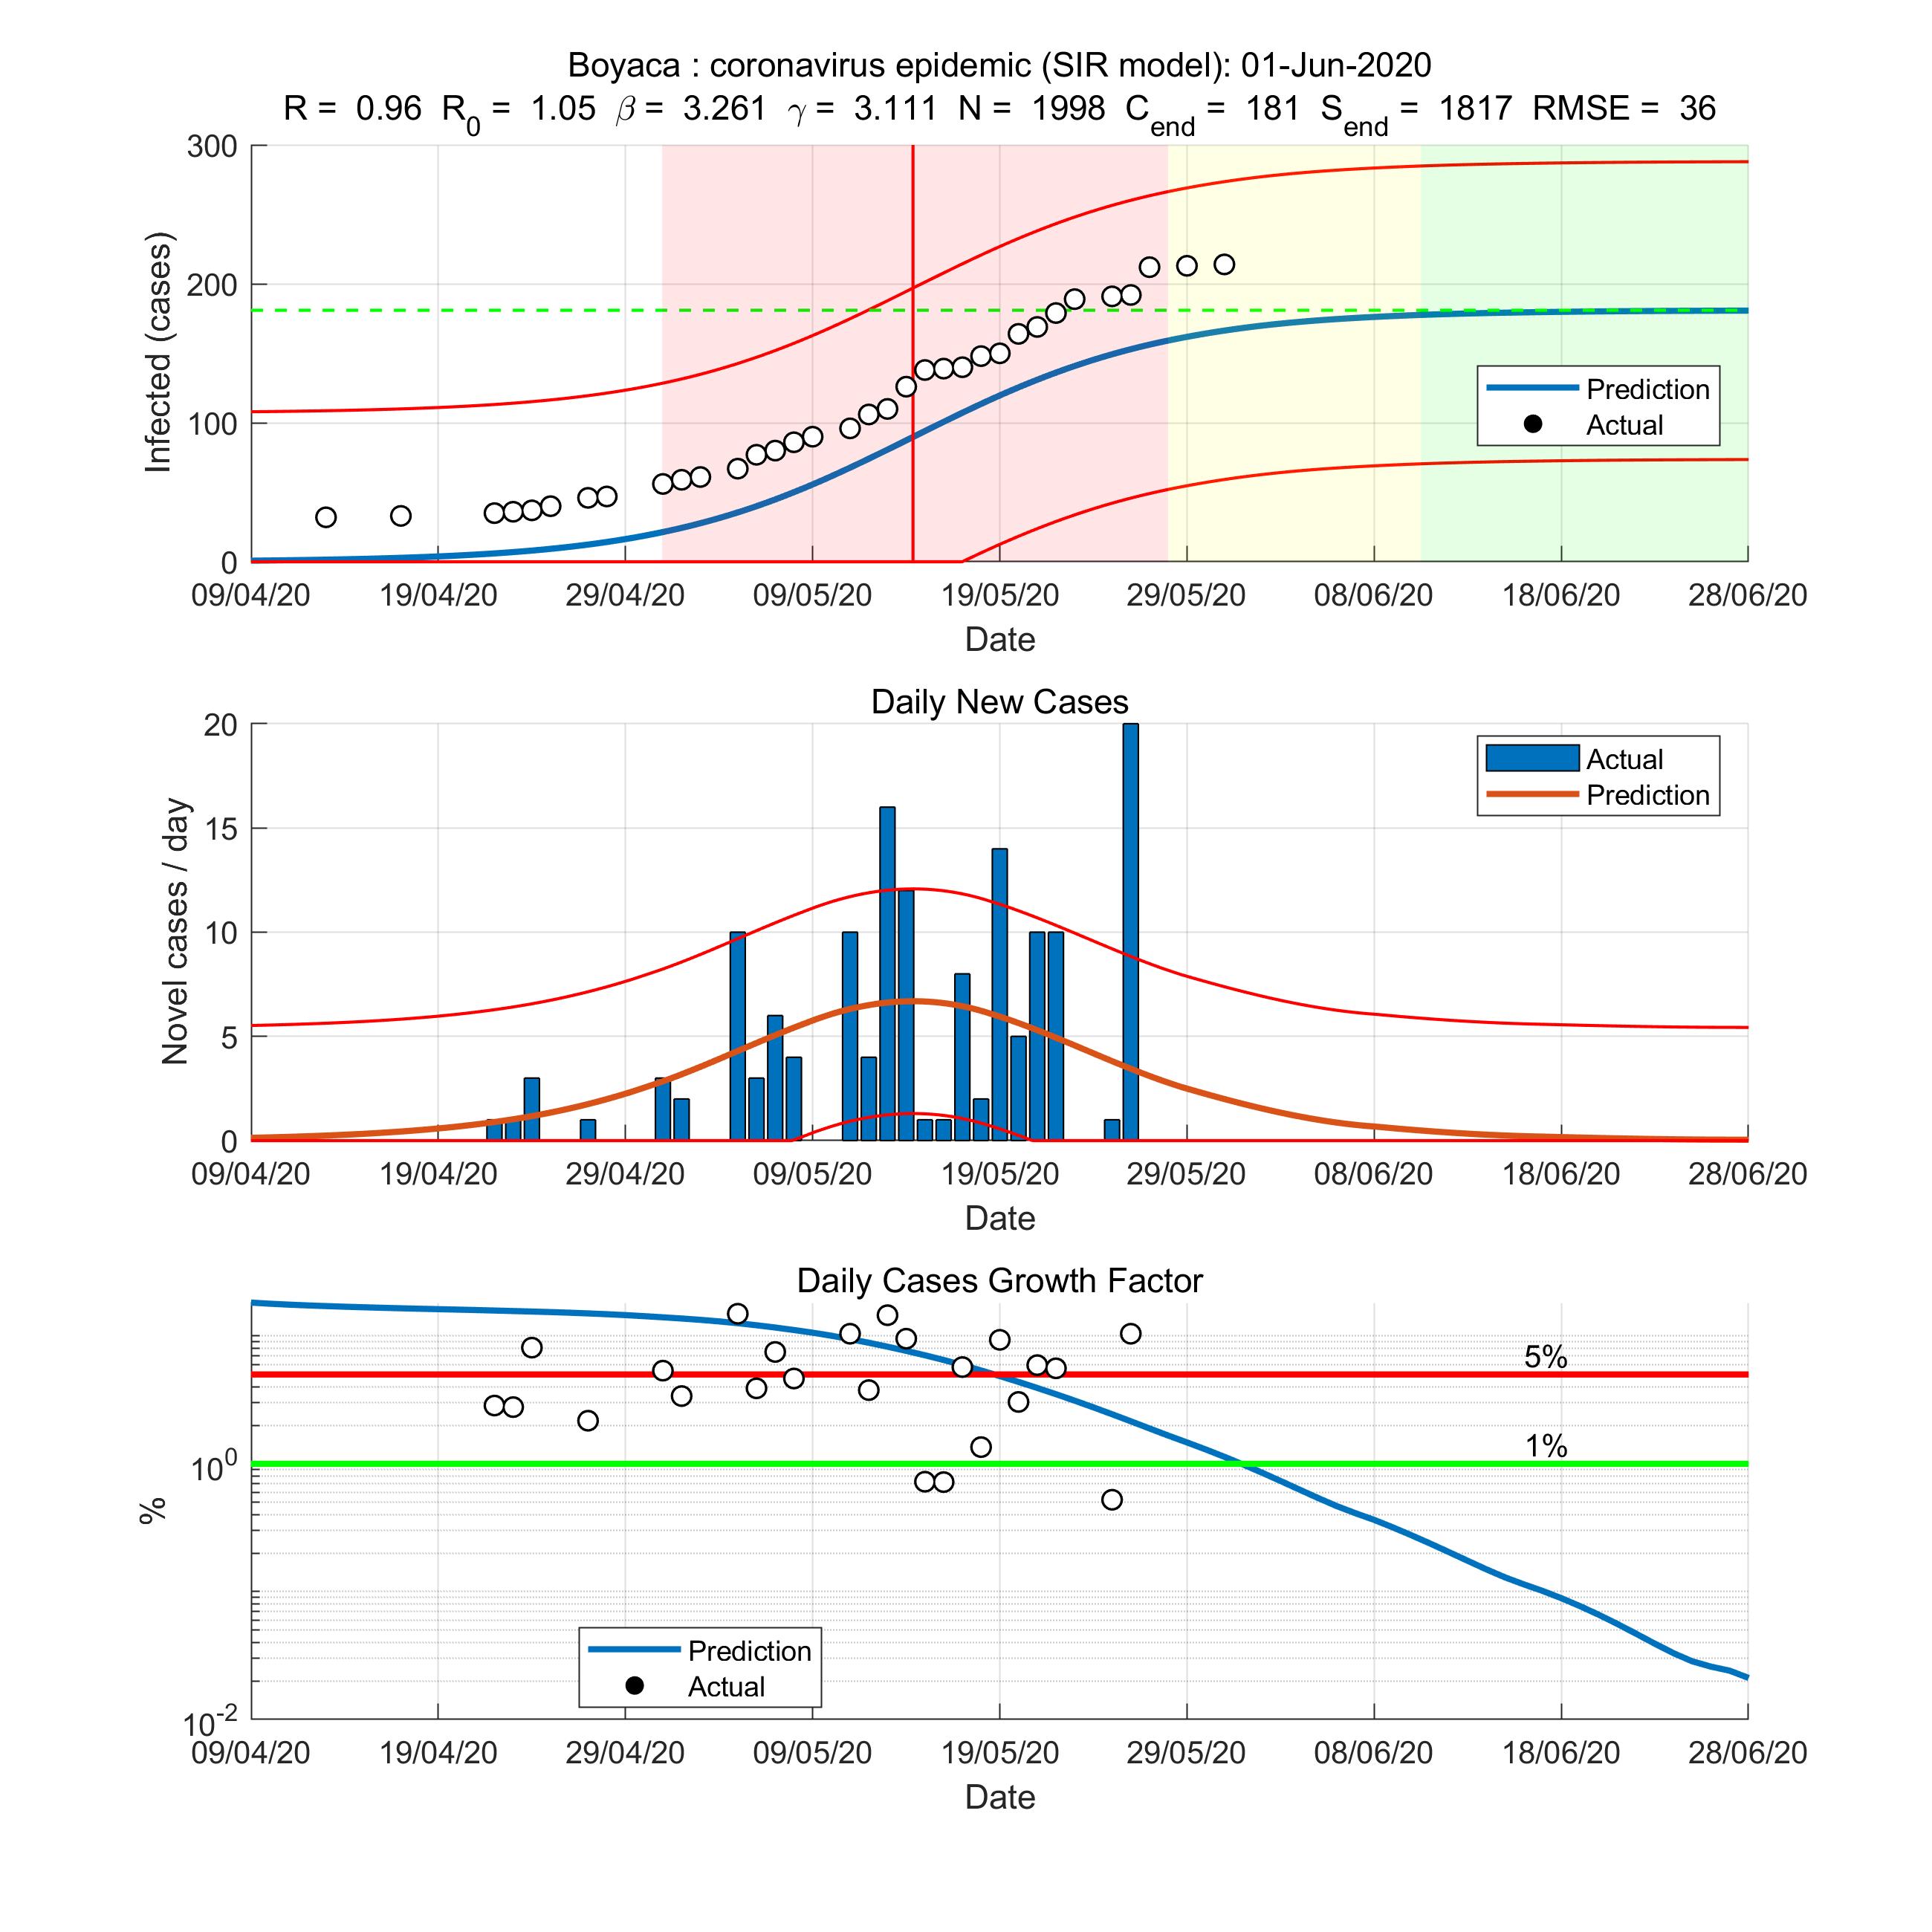 Boyaca : coronavirus epidemic (SIR model): 01-Jun-2020
R = 0.96 R0 = 1.05 β = 3.261 γ = 3.111 N = 1998 Cend = 181 Send = 1817 RMSE = 36
300
200
100
0
Infected (cases)
Prediction
Actual
09/04/20 19/04/20 29/04/20 09/05/20 19/05/20 29/05/20 08/06/20 18/06/20 28/06/20
Date
Daily New Cases
20
15
10
5
0
Novel cases / day
Actual
Prediction
09/04/20 19/04/20 29/04/20 09/05/20 19/05/20 29/05/20 08/06/20 18/06/20 28/06/20
Date
Daily Cases Growth Factor
5%
1%
10^0
%
Prediction
Actual
10^-2
09/04/20 19/04/20 29/04/20 09/05/20 19/05/20 29/05/20 08/06/20 18/06/20 28/06/20
Date